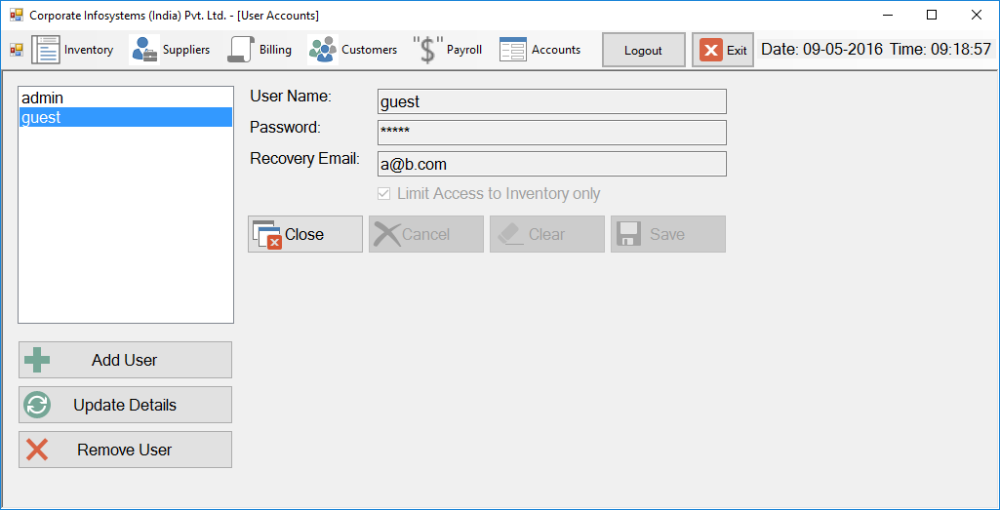 Corporate Infosystems (India) Pvt. Ltd. - [User Accounts]
Inventory Suppliers Billing Customers "$" Payroll Accounts Logout Exit Date: 09-05-2016 Time: 09:18:57
admin
guest
User Name: guest
Password: *****
Recovery Email: a@b.com
Limit Access to Inventory only
Close Cancel Clear Save
Add User
Update Details
Remove User